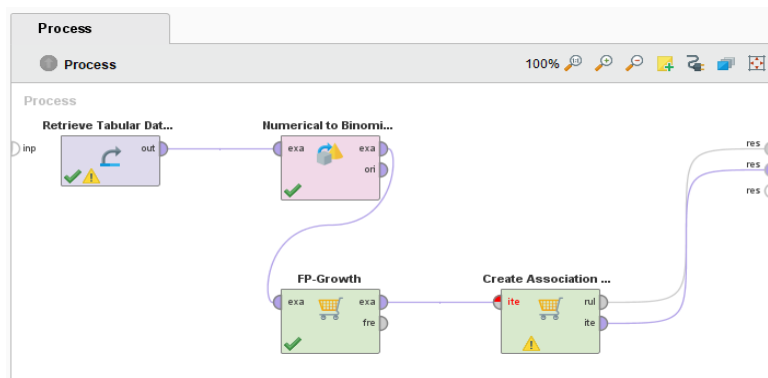 Process
Process
100%
Process
Retrieve Tabular Dat...
Numerical to Binomi...
inp
out
exa
exa
ori
res
res
res
FP-Growth
Create Association ...
exa
exa
fre
ite
rul
ite